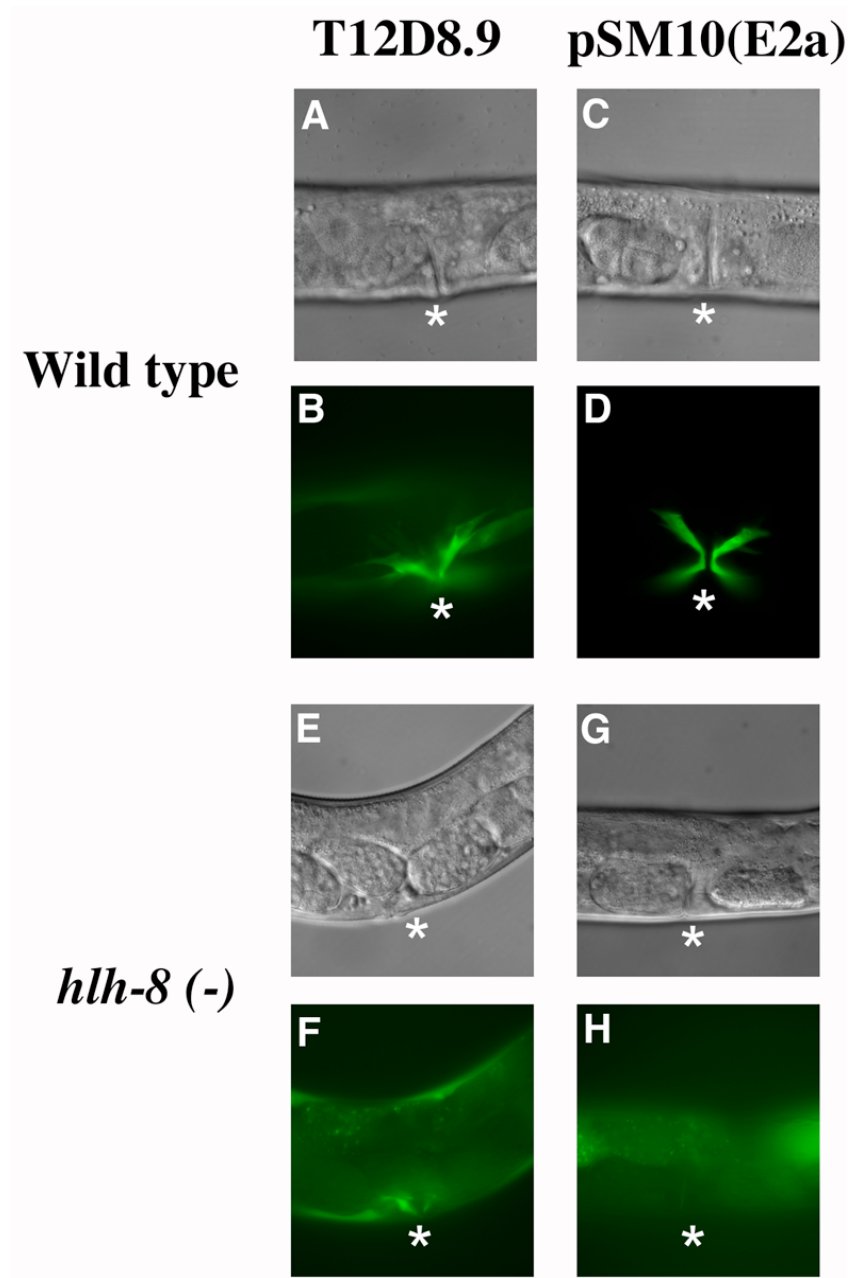 T12D8.9 pSM10(E2a)
A C
*
*
Wild type
B D
*
*
E G
*
*
hlh-8 (-)
F H
*
*